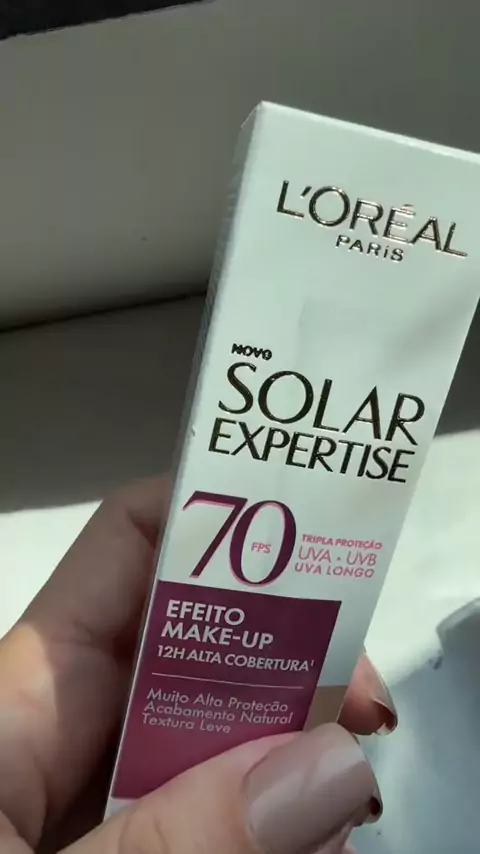 L'ORÉAL
PARiS
NOVO
SOLAR
EXPERTISE
70
FPS
TRIPLA PROTEÇÃO
UVA • UVB
UVA LONGO
EFEITO
MAKE-UP
12H ALTA COBERTURA¹
Muito Alta Proteção
Acabamento Natural
Textura Leve